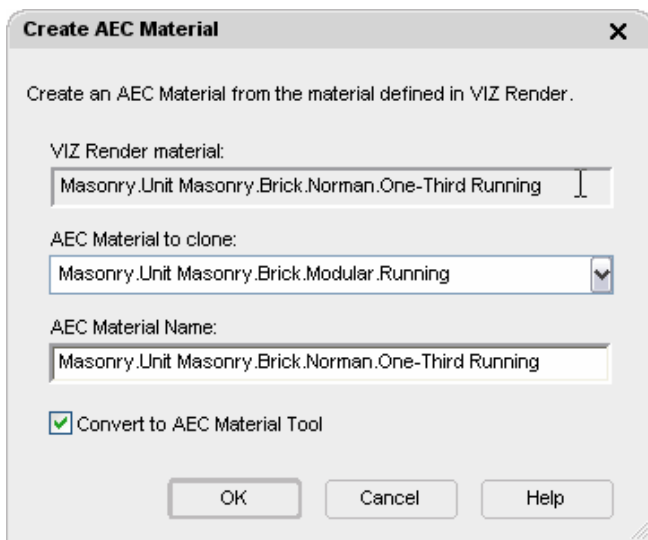 Create AEC Material
Create an AEC Material from the material defined in VIZ Render.
VIZ Render material:
Masonry.Unit Masonry.Brick.Norman.One-Third Running
AEC Material to clone:
Masonry.Unit Masonry.Brick.Modular.Running
AEC Material Name:
Masonry.Unit Masonry.Brick.Norman.One-Third Running
Convert to AEC Material Tool
OK Cancel Help